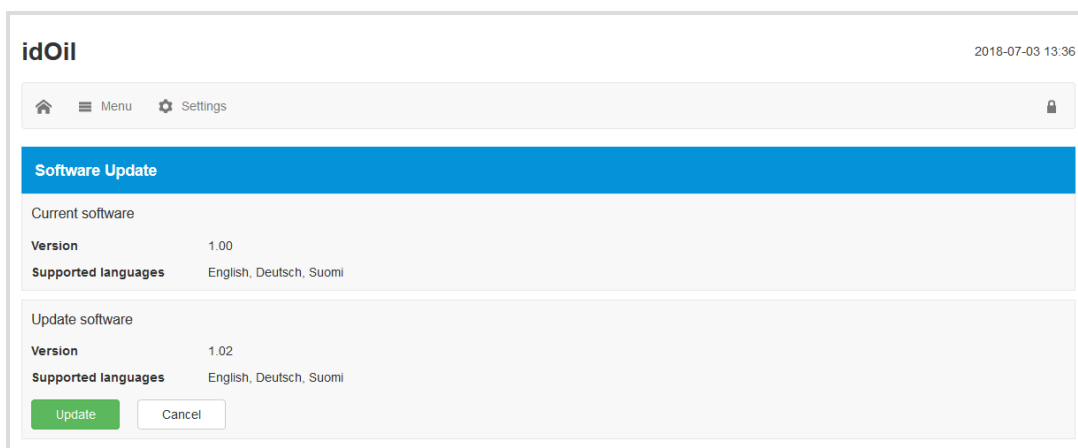 idOil
2018-07-03 13:36
Menu Settings
Software Update
Current software
Version 1.00
Supported languages English, Deutsch, Suomi
Update software
Version 1.02
Supported languages English, Deutsch, Suomi
Update Cancel